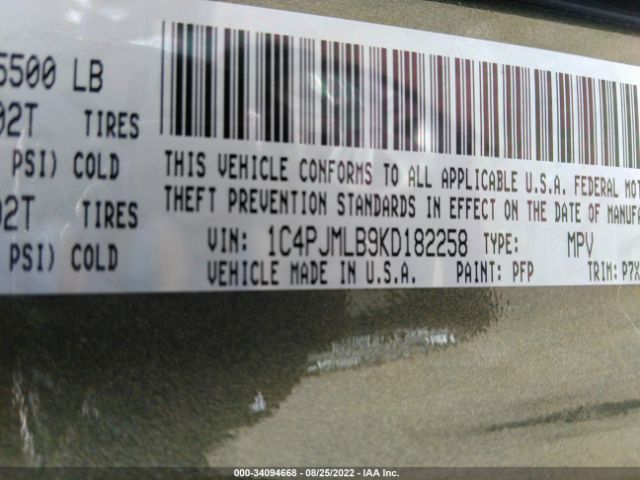 5500 LB
02T TIRES
PSI) COLD
02T TIRES
PSI) COLD
THIS VEHICLE CONFORMS TO ALL APPLICABLE U.S.A. FEDERAL MOT
THEFT PREVENTION STANDARDS IN EFFECT ON THE DATE OF MANUF
VIN: 1C4PJMLB9KD182258 TYPE: MPV
VEHICLE MADE IN U.S.A. PAINT: PFP TRIM: P7X
000-34094668 - 08/25/2022 - IAA Inc.